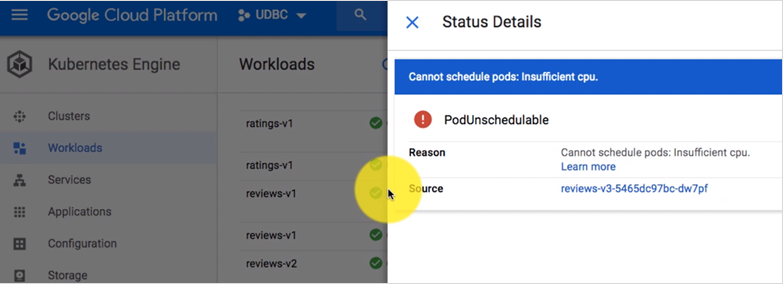 Google Cloud Platform
UDBC
Status Details
Kubernetes Engine
Workloads
Cannot schedule pods: Insufficient cpu.
Clusters
Workloads
Services
Applications
Configuration
Storage
ratings-v1
ratings-v1
reviews-v1
reviews-v1
reviews-v2
PodUnschedulable
Reason
Cannot schedule pods: Insufficient cpu.
Learn more
Source
reviews-v3-5465dc97bc-dw7pf